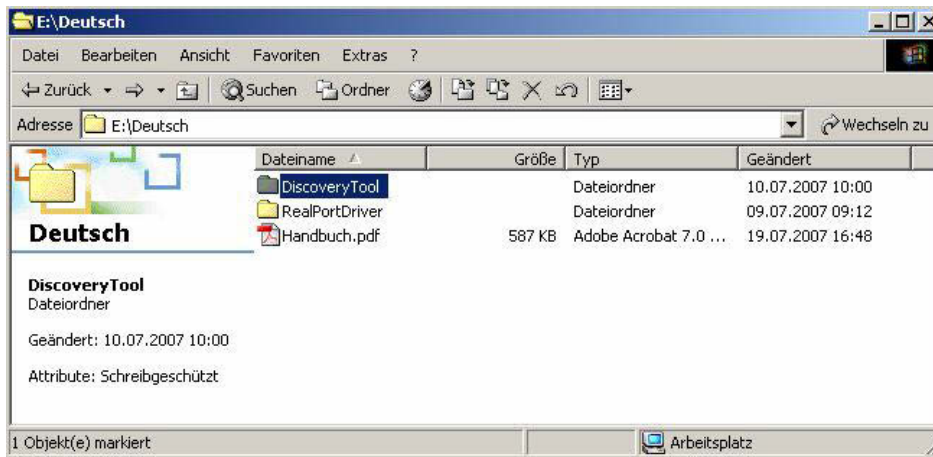 E:\Deutsch
Datei Bearbeiten Ansicht Favoriten Extras ?
Zurück Suchen Ordner
Adresse E:\Deutsch Wechseln zu
Dateiname Größe Typ Geändert
DiscoveryTool Dateiordner 10.07.2007 10:00
RealPortDriver Dateiordner 09.07.2007 09:12
Handbuch.pdf 587 KB Adobe Acrobat 7.0 ... 19.07.2007 16:48
Deutsch
DiscoveryTool
Dateiordner
Geändert: 10.07.2007 10:00
Attribute: Schreibgeschützt
1 Objekt(e) markiert Arbeitsplatz